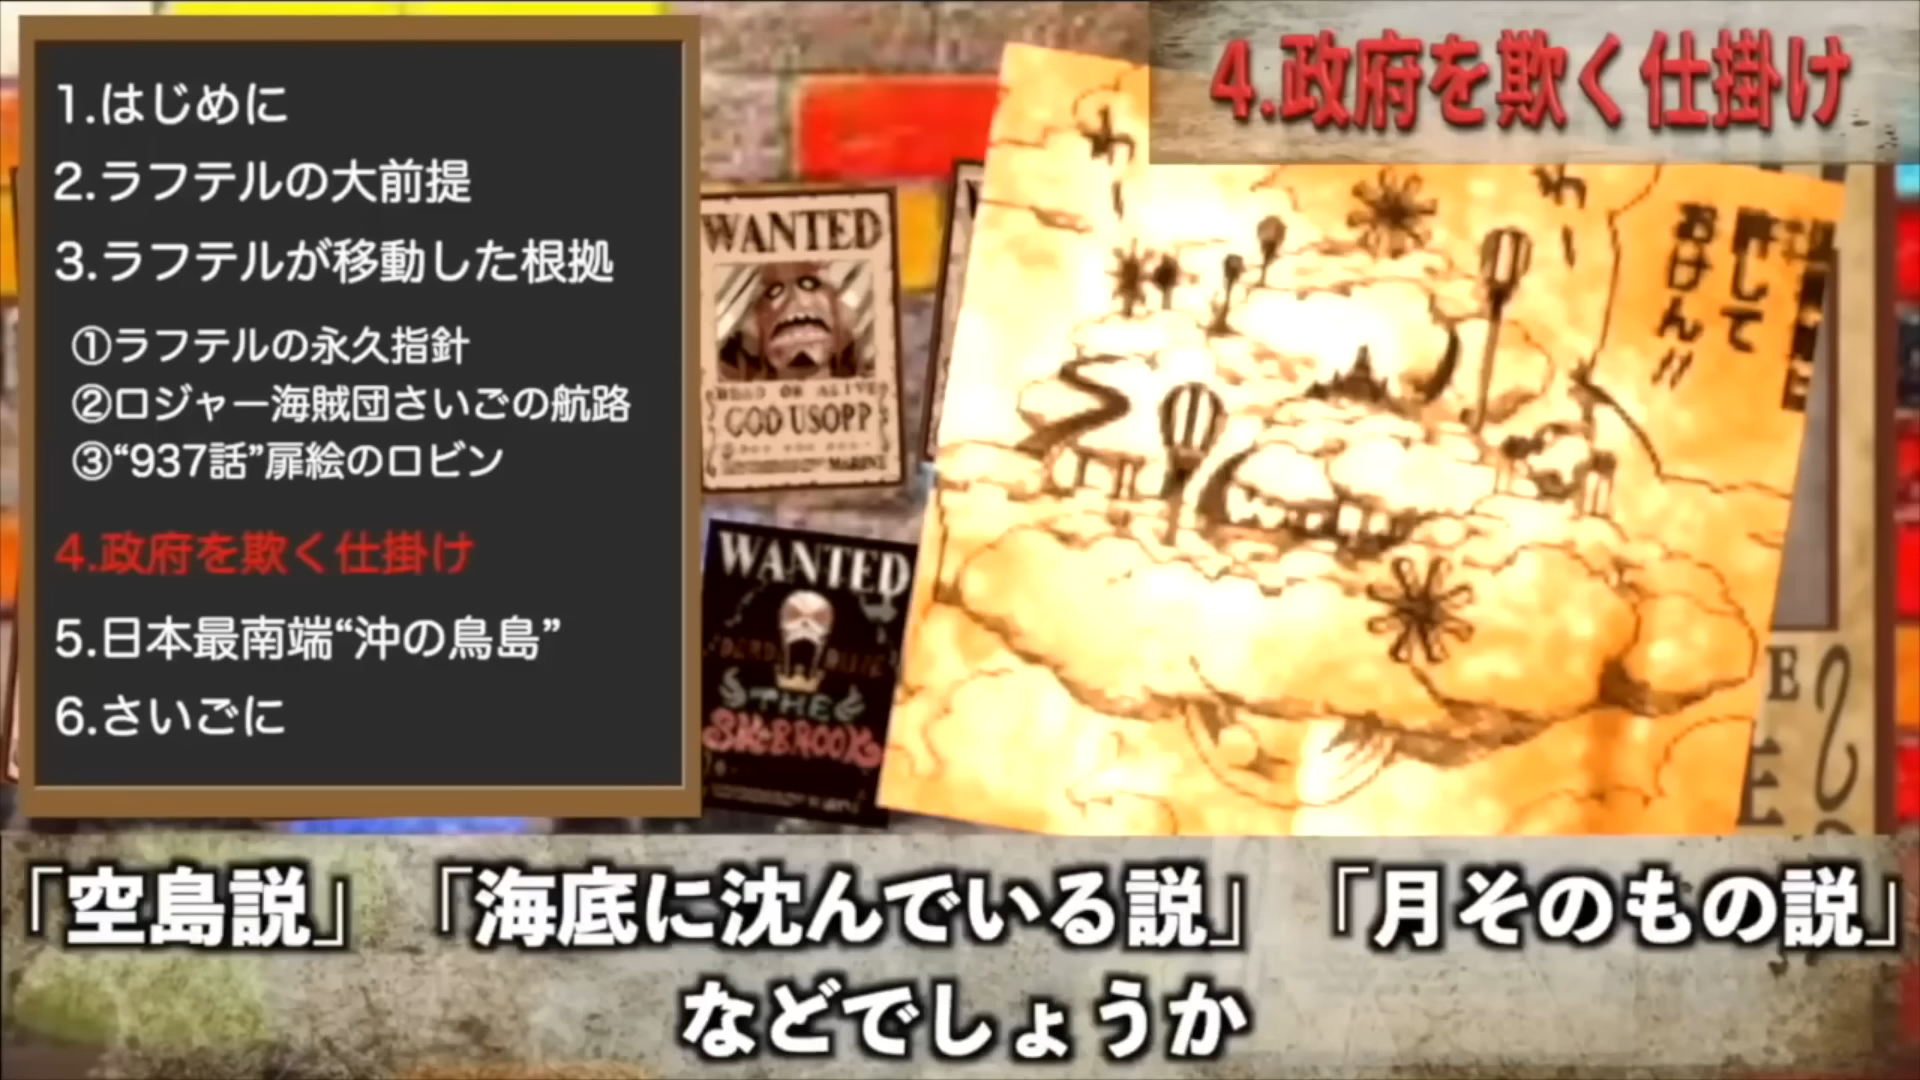 1.はじめに
2.ラフテルの大前提
3.ラフテルが移動した根拠
①ラフテルの永久指針
②ロジャー海賊団さいごの航路
③“937話”扉絵のロビン
4.政府を欺く仕掛け
5.日本最南端“沖の鳥島”
6.さいごに
4.政府を欺く仕掛け
WANTED
DEAD OR ALIVE
GOD USOPP
MARINE
WANTED
THE
許して
おけん!!
「空島説」「海底に沈んでいる説」「月そのもの説」
などでしょうか